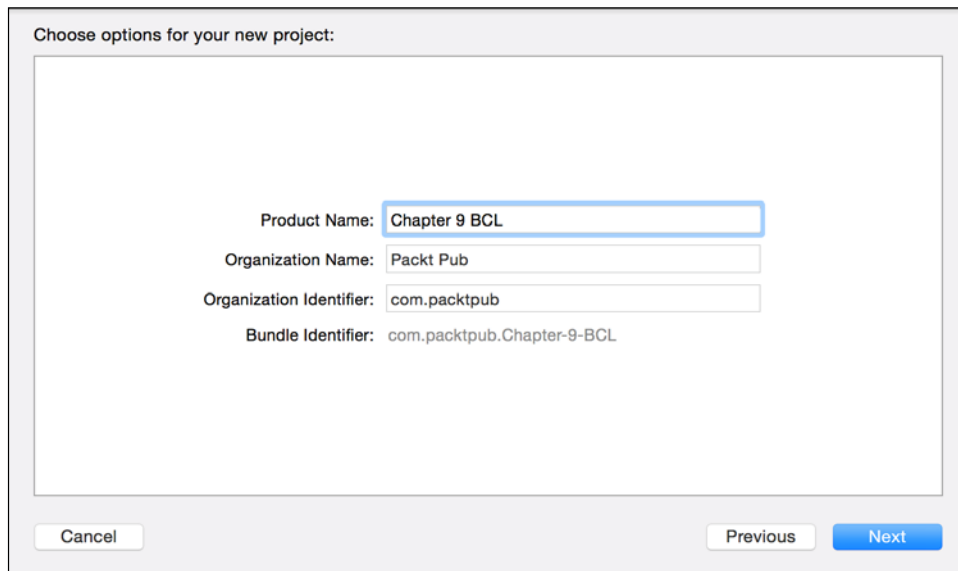 Choose options for your new project:
Product Name: Chapter 9 BCL
Organization Name: Packt Pub
Organization Identifier: com.packtpub
Bundle Identifier: com.packtpub.Chapter-9-BCL
Cancel Previous Next